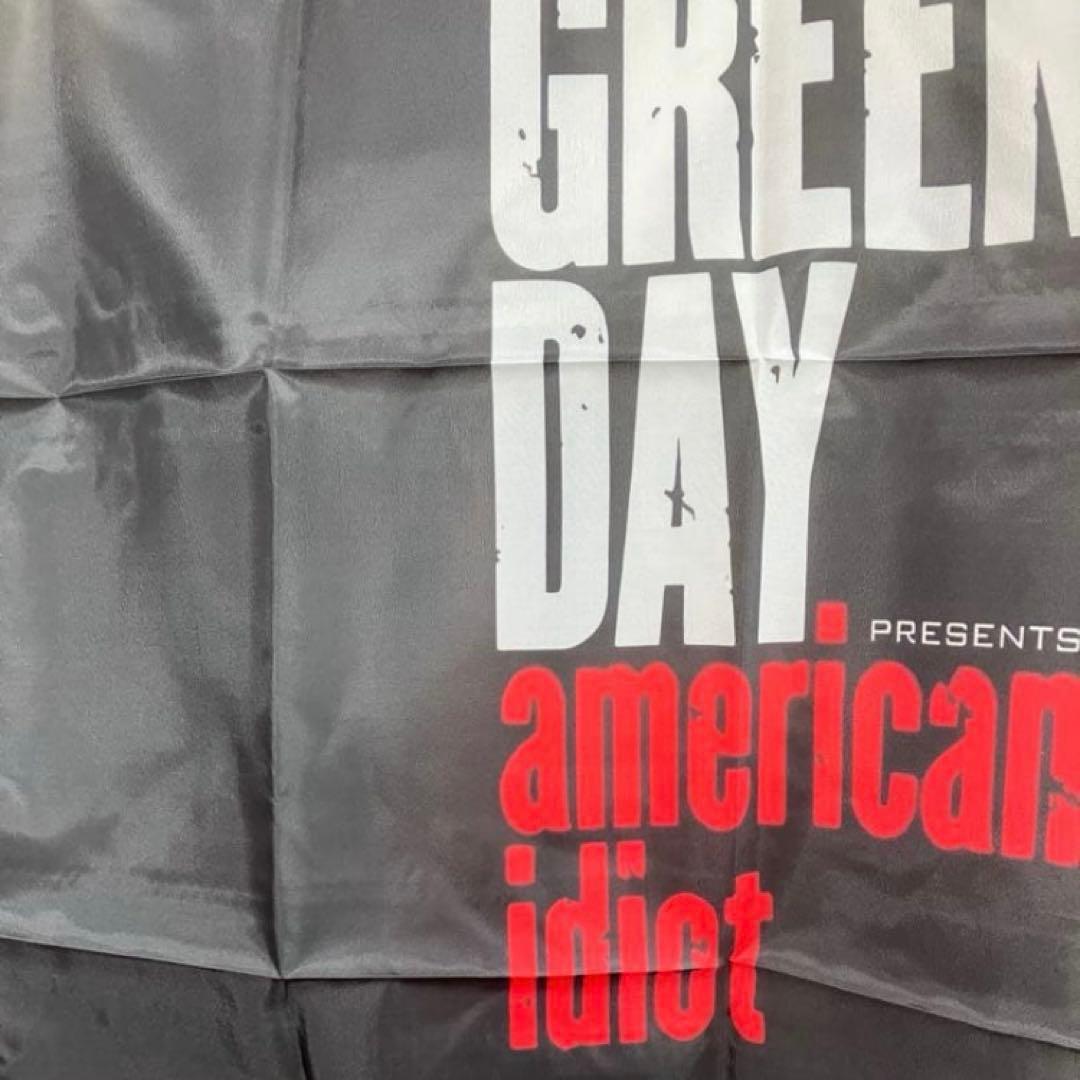 GREEN
DAY
PRESENTS
american
idiot